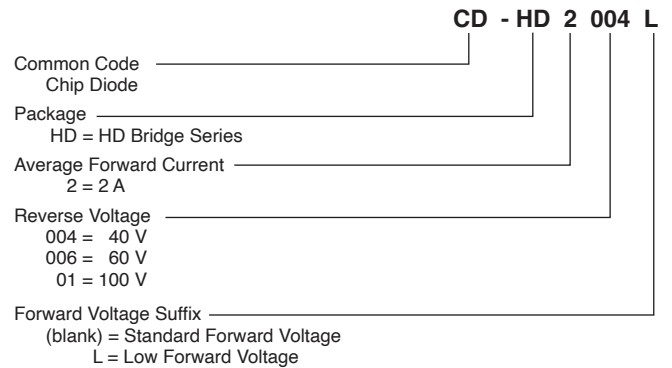 CD - HD 2 004 L
Common Code
Chip Diode
Package
HD = HD Bridge Series
Average Forward Current
2 = 2 A
Reverse Voltage
004 = 40 V
006 = 60 V
01 = 100 V
Forward Voltage Suffix
(blank) = Standard Forward Voltage
L = Low Forward Voltage